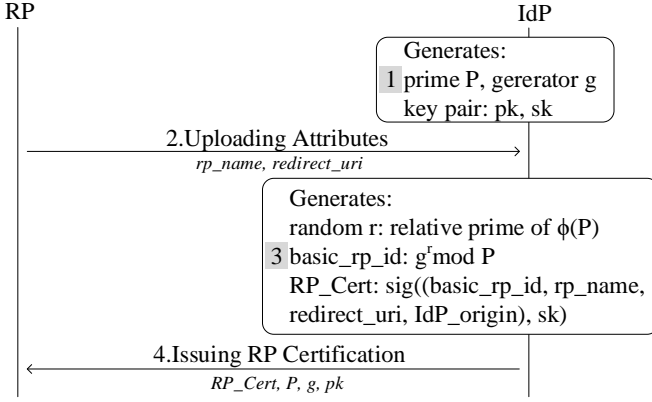 RP
IdP
Generates:
1 prime P, gererator g
key pair: pk, sk
2.Uploading Attributes
rp_name, redirect_uri
Generates:
random r: relative prime of ϕ(P)
3 basic_rp_id: gʳmod P
RP_Cert: sig((basic_rp_id, rp_name,
redirect_uri, IdP_origin), sk)
4.Issuing RP Certification
RP_Cert, P, g, pk